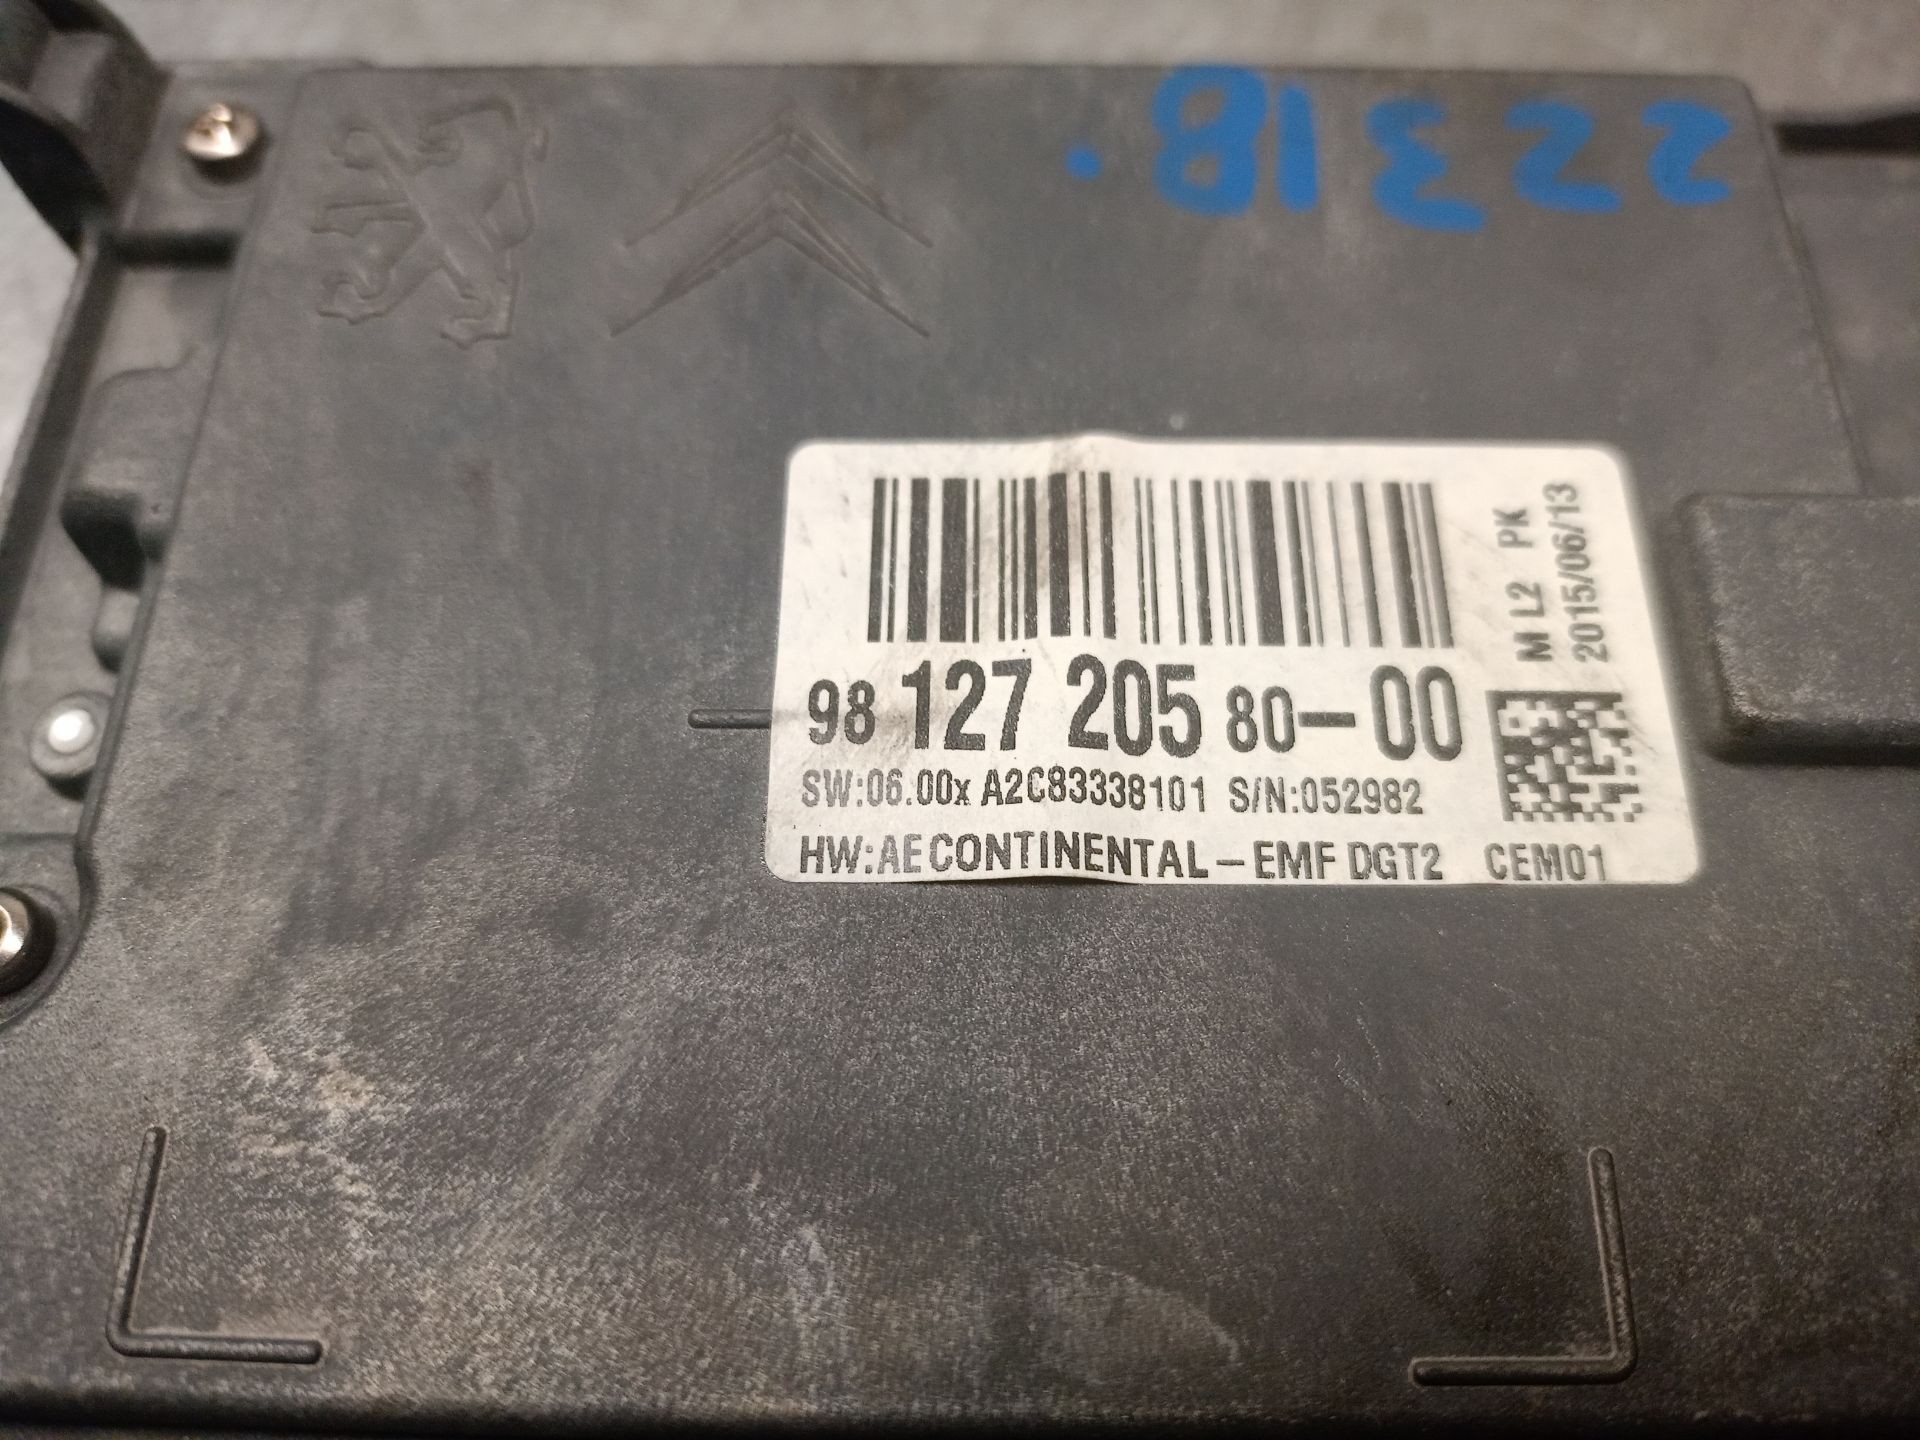 22318.
M L2 PK
2015/06/13
98 127 205 80-00
SW:06.00x A2C83338101 S/N:052982
HW:AE CONTINENTAL-EMF DGT2 CEM01